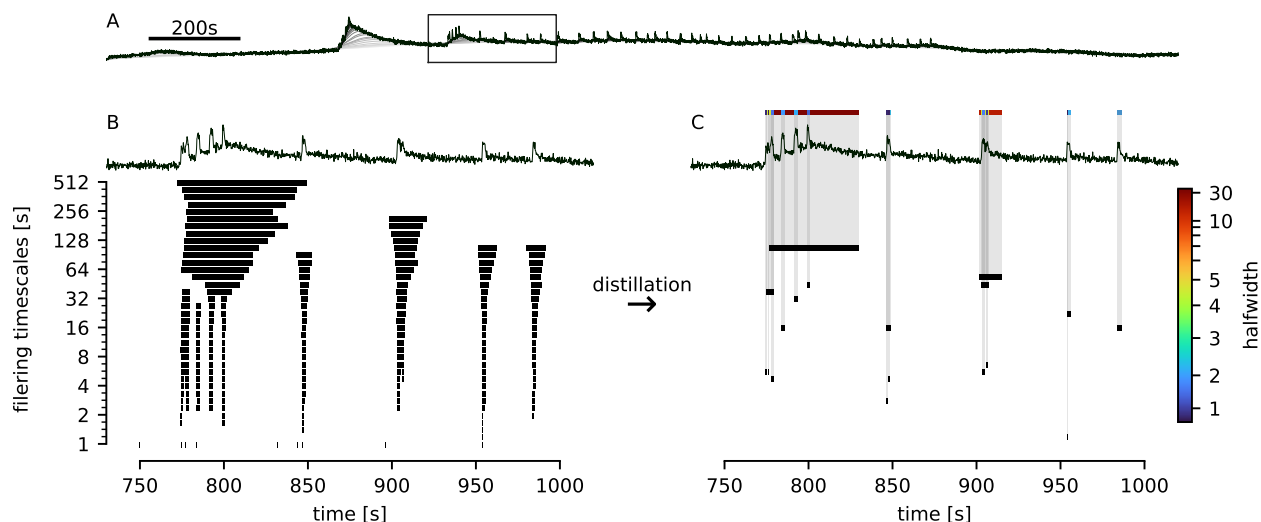 A
200s
B
C
512
256
128
64
32
16
8
4
2
1
filering timescales [s]
750 800 850 900 950 1000
time [s]
distillation
→
750 800 850 900 950 1000
time [s]
30
10
5
4
3
2
1
halfwidth